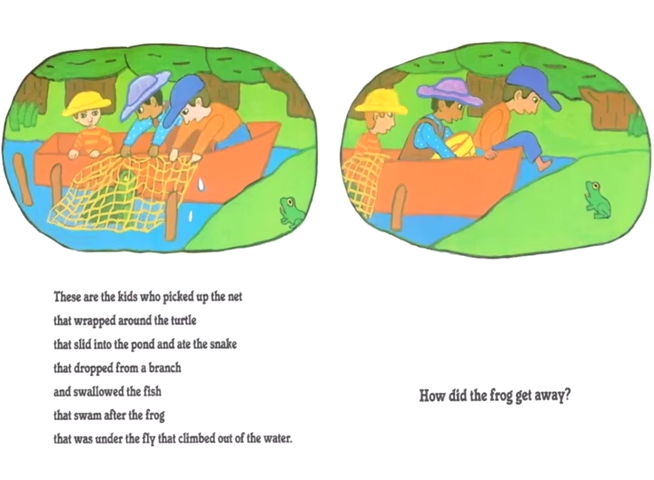 These are the kids who picked up the net
that wrapped around the turtle
that slid into the pond and ate the snake
that dropped from a branch
and swallowed the fish
that swam after the frog
that was under the fly that climbed out of the water.
How did the frog get away?